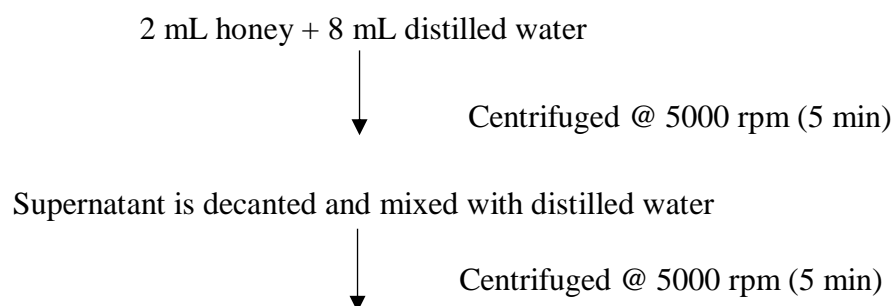 2 mL honey + 8 mL distilled water
Centrifuged @ 5000 rpm (5 min)
Supernatant is decanted and mixed with distilled water
Centrifuged @ 5000 rpm (5 min)